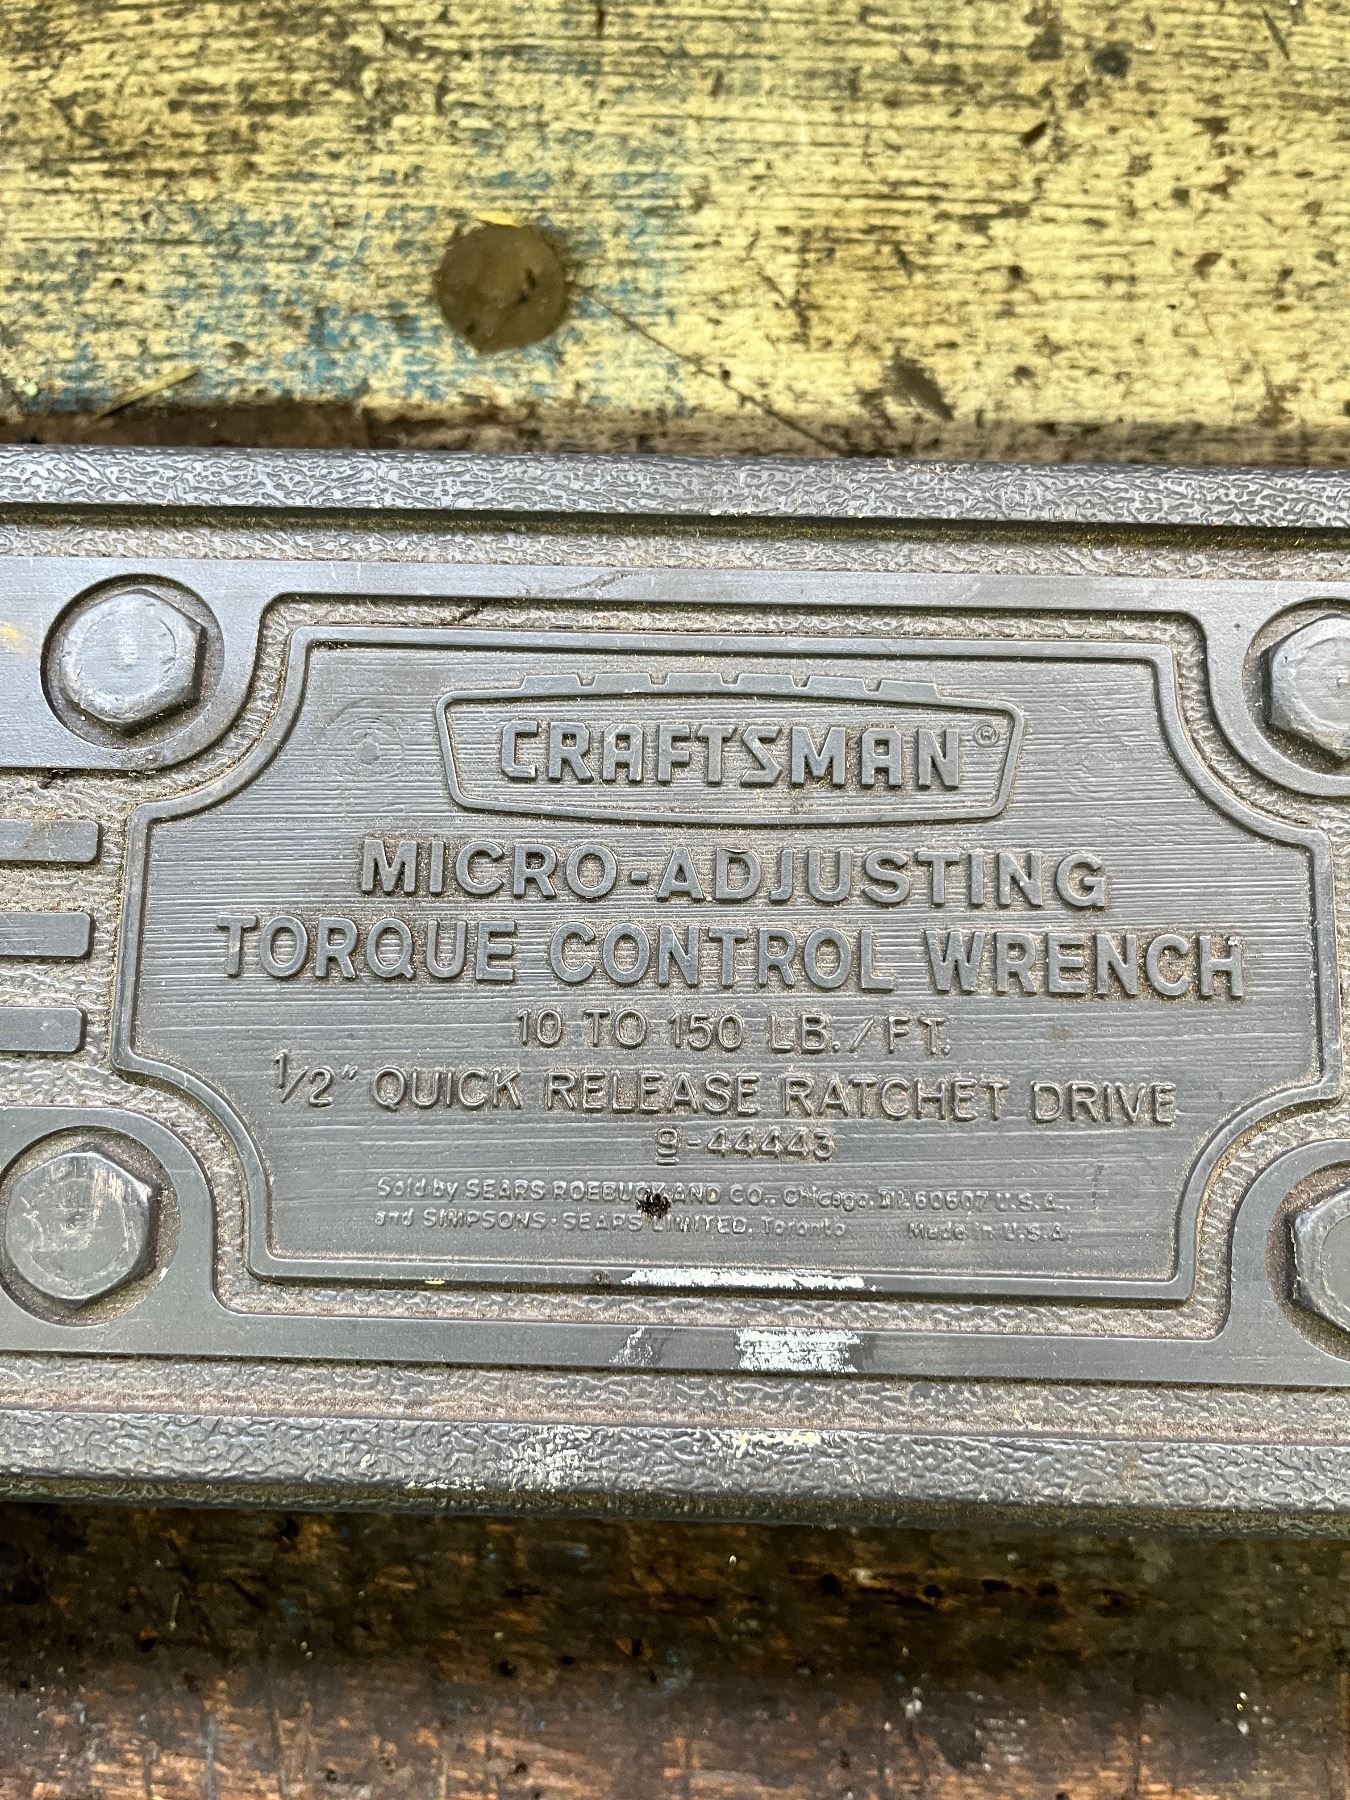 CRAFTSMAN®
MICRO-ADJUSTING
TORQUE CONTROL WRENCH
10 TO 150 LB./FT.
1/2" QUICK RELEASE RATCHET DRIVE
9-44443
Sold by SEARS ROEBUCK AND CO., Chicago, Ill. 60607 U.S.A.
and SIMPSONS-SEARS LIMITED, Toronto Made in U.S.A.